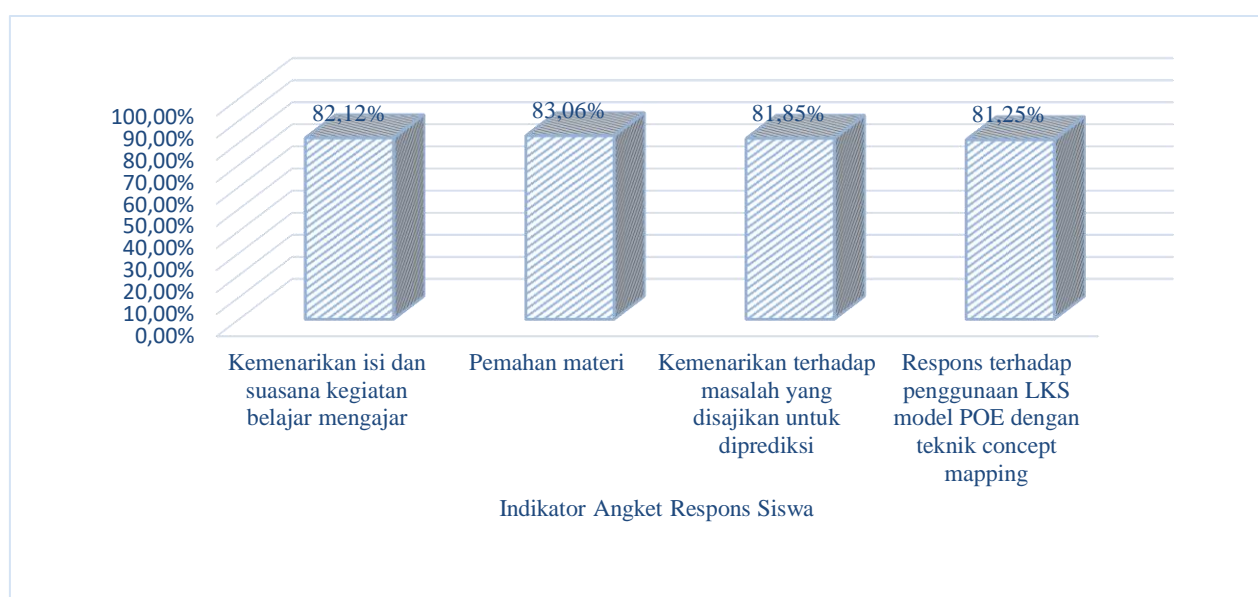 82,12%
83,06%
81,85%
81,25%
100,00%
90,00%
80,00%
70,00%
60,00%
50,00%
40,00%
30,00%
20,00%
10,00%
0,00%
Kemenarikan isi dan
suasana kegiatan
belajar mengajar
Pemahan materi
Kemenarikan terhadap
masalah yang
disajikan untuk
diprediksi
Respons terhadap
penggunaan LKS
model POE dengan
teknik concept
mapping
Indikator Angket Respons Siswa